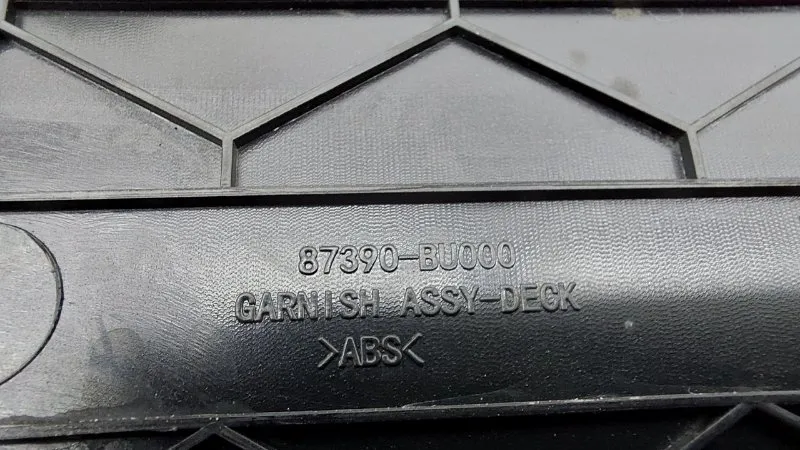 87390-BU000
GARNISH ASSY-DECK
>ABS<